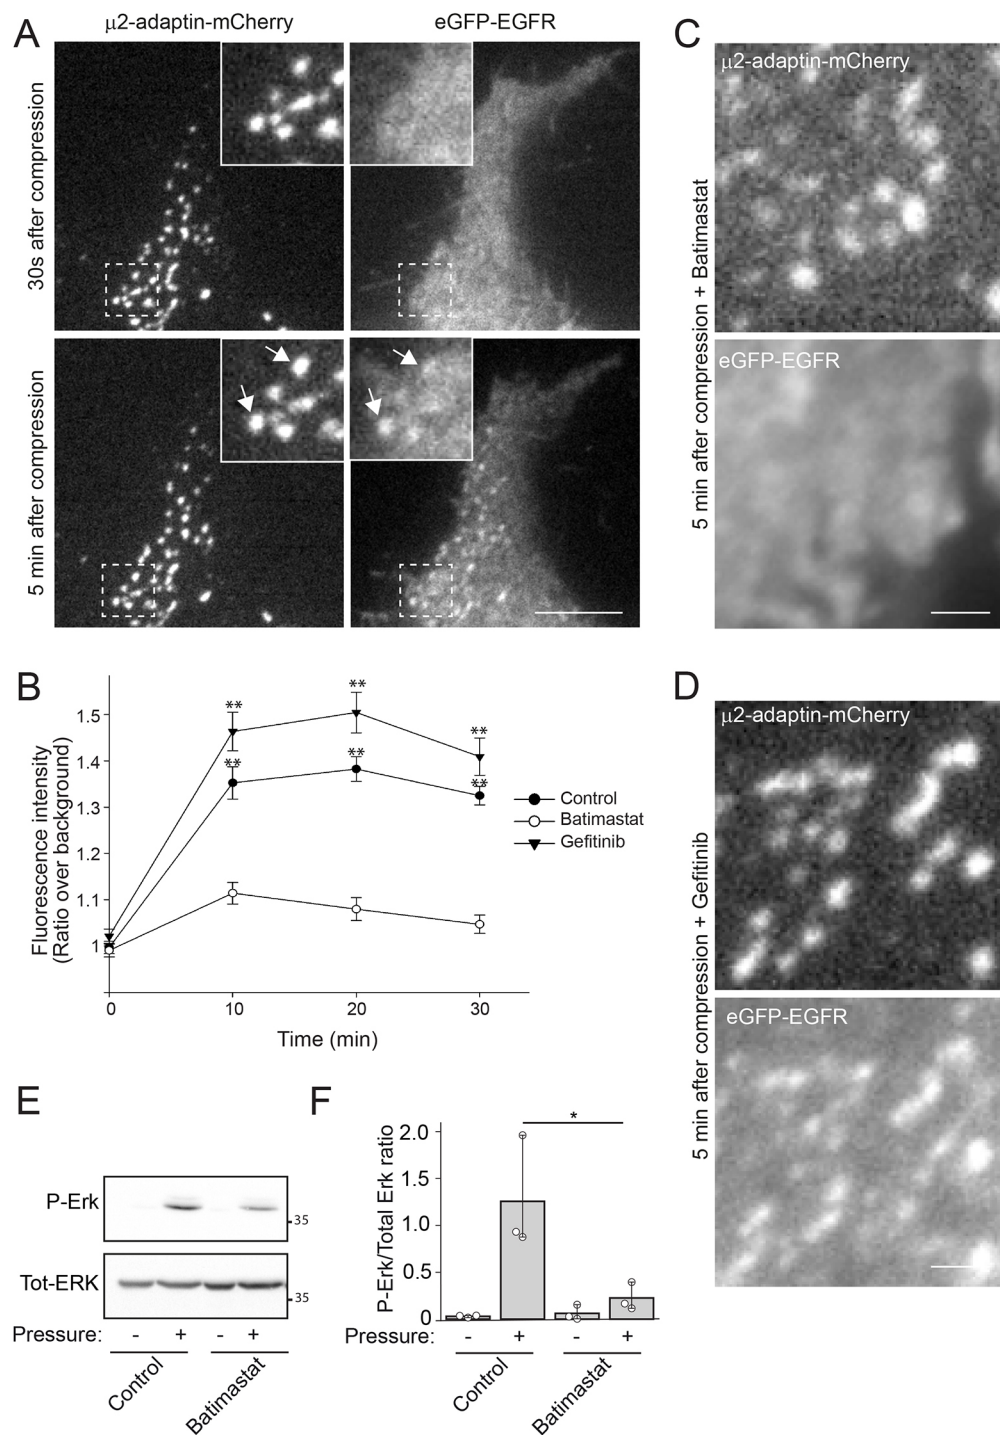 A
μ2-adaptin-mCherry
eGFP-EGFR
30s after compression
5 min after compression
C
μ2-adaptin-mCherry
eGFP-EGFR
5 min after compression + Batimastat
B
Fluorescence intensity
(Ratio over background)
1.5
1.4
1.3
1.2
1.1
1
**
**
**
**
**
**
0
10
20
30
Time (min)
Control
Batimastat
Gefitinib
D
μ2-adaptin-mCherry
eGFP-EGFR
5 min after compression + Gefitinib
E
P-Erk
35
Tot-ERK
35
Pressure: - + - +
Control
Batimastat
F
P-Erk/Total Erk ratio
2.0
1.5
1.0
0.5
0
*
Pressure: - + - +
Control
Batimastat